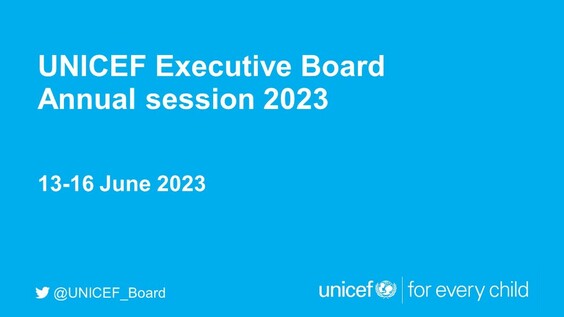 UNICEF Executive Board
Annual session 2023
13-16 June 2023
@UNICEF_Board
unicef for every child